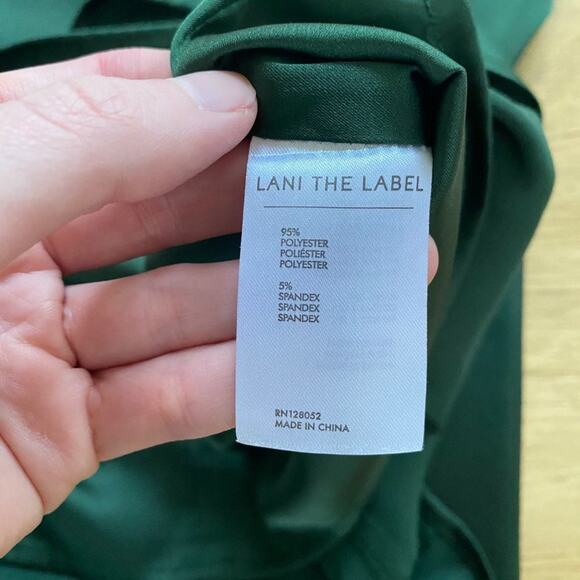 LANI THE LABEL
95%
POLYESTER
POLIÉSTER
POLYESTER
5%
SPANDEX
SPANDEX
SPANDEX
RN128052
MADE IN CHINA